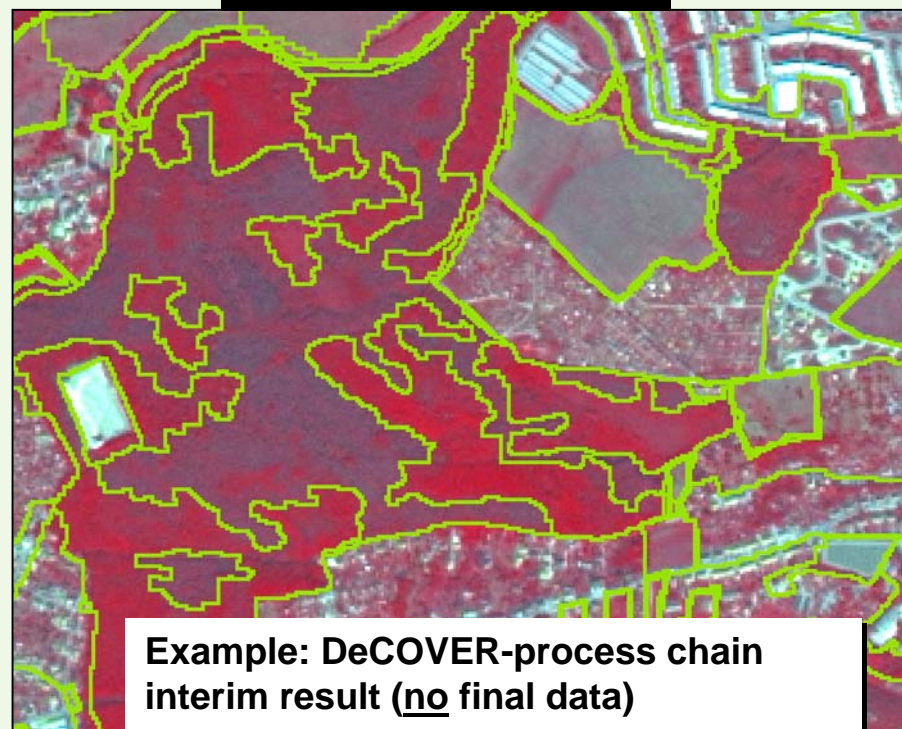 Example: DeCOVER-process chain
interim result (no final data)